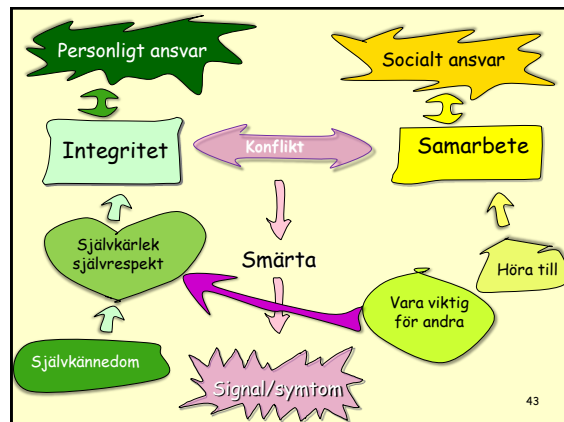 Personligt ansvar
Socialt ansvar
Integritet
Konflikt
Samarbete
Självkärlek
självrespekt
Smärta
Höra till
Vara viktig
för andra
Självkännedom
Signal/symtom
43